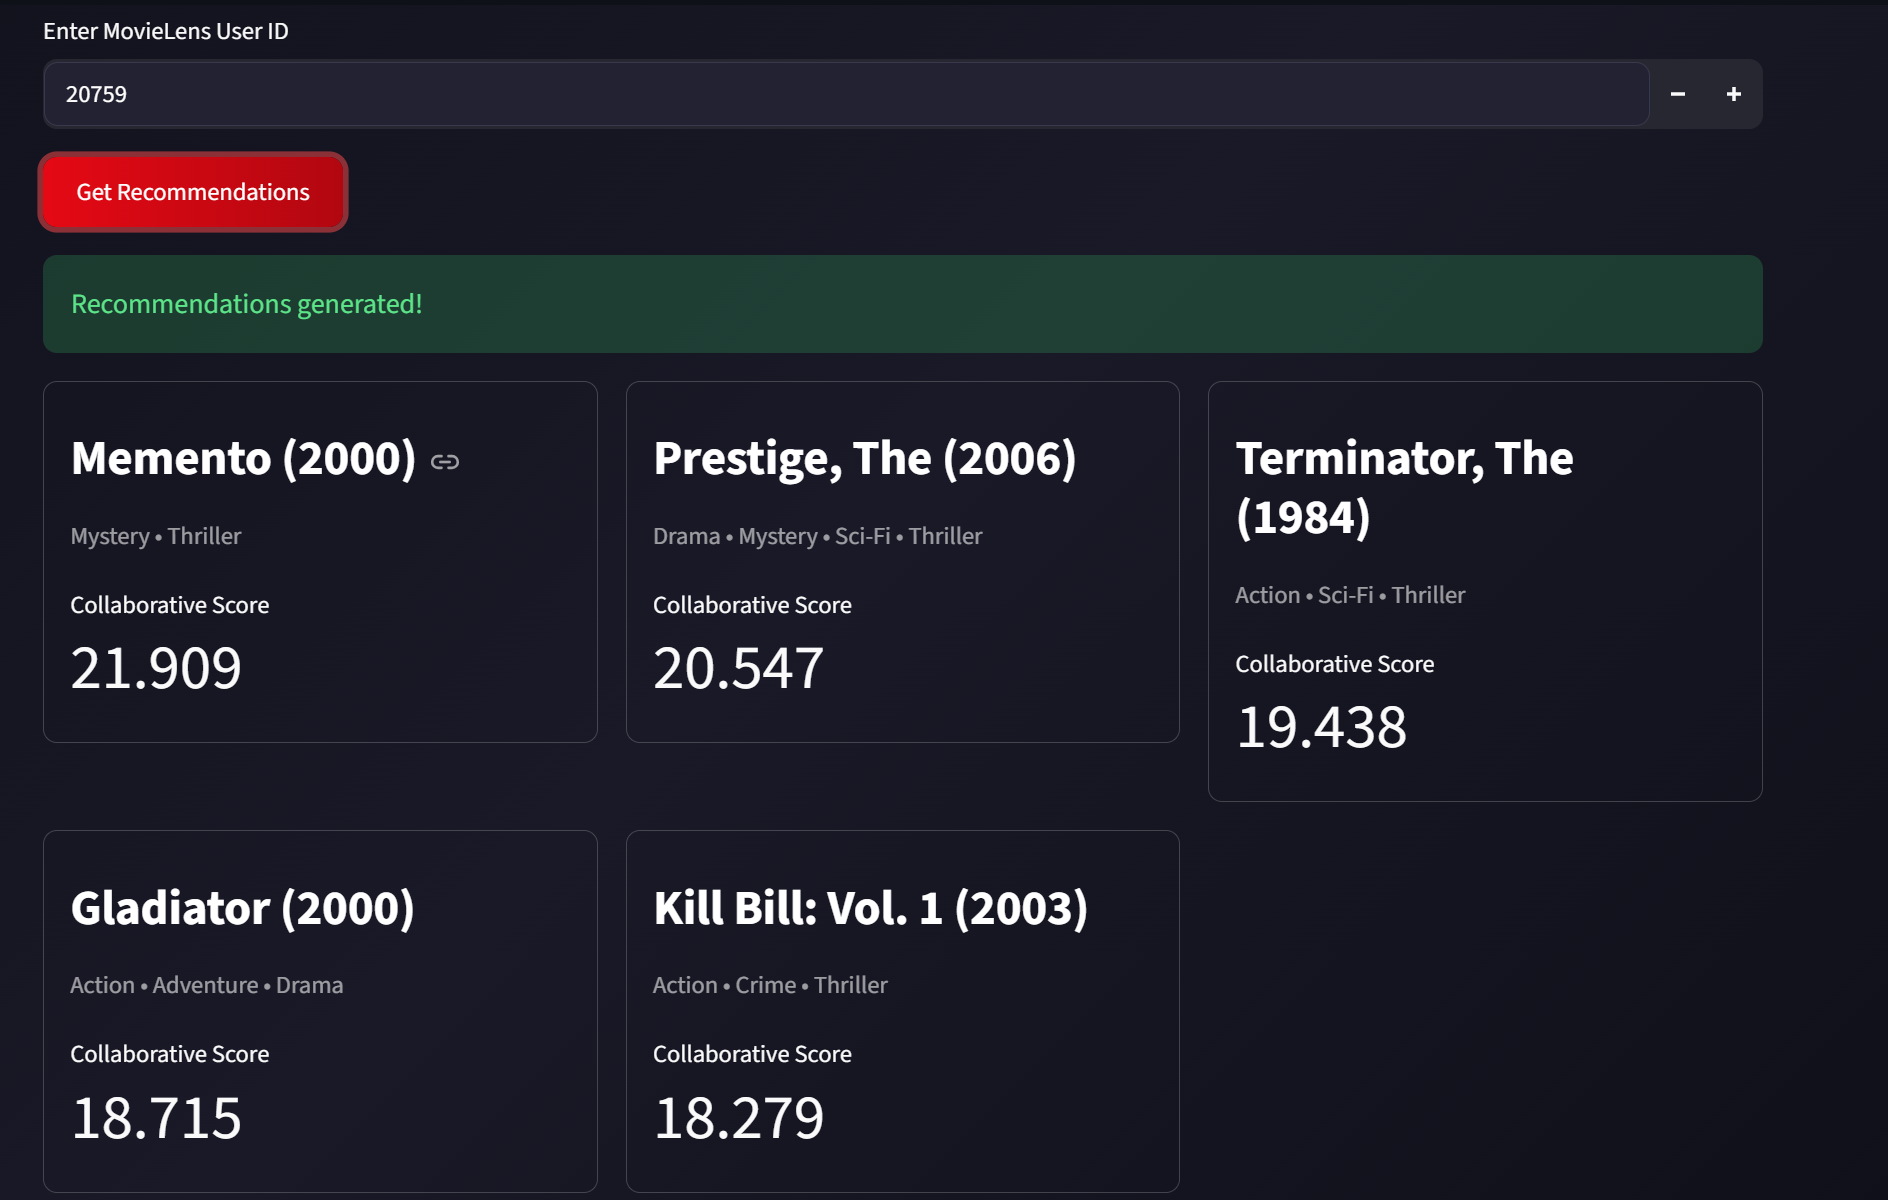 Enter MovieLens User ID
20759
Get Recommendations
Recommendations generated!
Memento (2000)
Mystery • Thriller
Collaborative Score
21.909
Prestige, The (2006)
Drama • Mystery • Sci-Fi • Thriller
Collaborative Score
20.547
Terminator, The
(1984)
Action • Sci-Fi • Thriller
Collaborative Score
19.438
Gladiator (2000)
Action • Adventure • Drama
Collaborative Score
18.715
Kill Bill: Vol. 1 (2003)
Action • Crime • Thriller
Collaborative Score
18.279